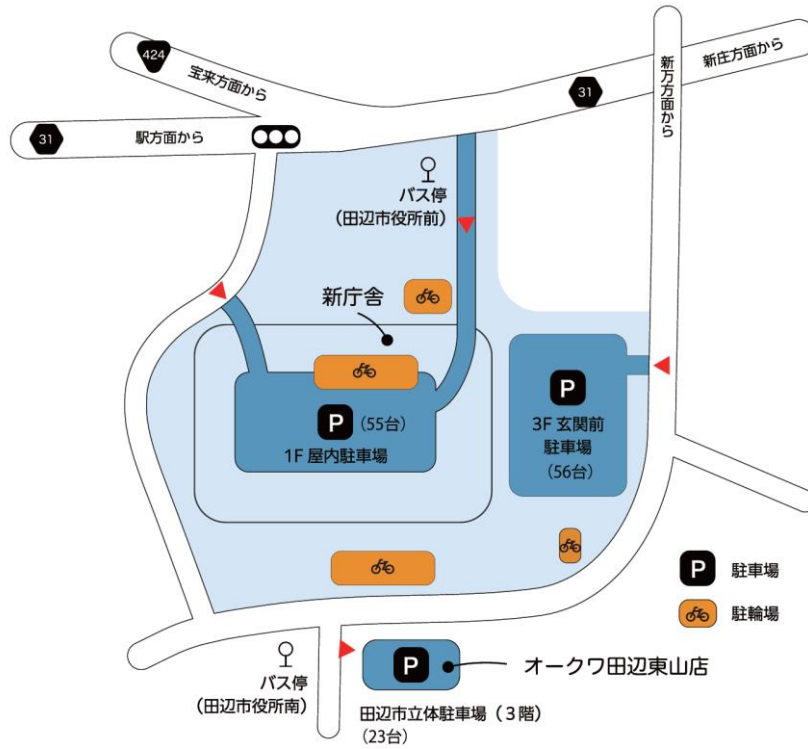 424
宝来方面から
31
新庄方面から
新万方面から
31
駅方面から
バス停
（田辺市役所前）
新庁舎
P（55台）
1F 屋内駐車場
P
3F 玄関前
駐車場
（56台）
P 駐車場
駐輪場
バス停
（田辺市役所南）
P
オークワ田辺東山店
田辺市立体駐車場（3階）
（23台）